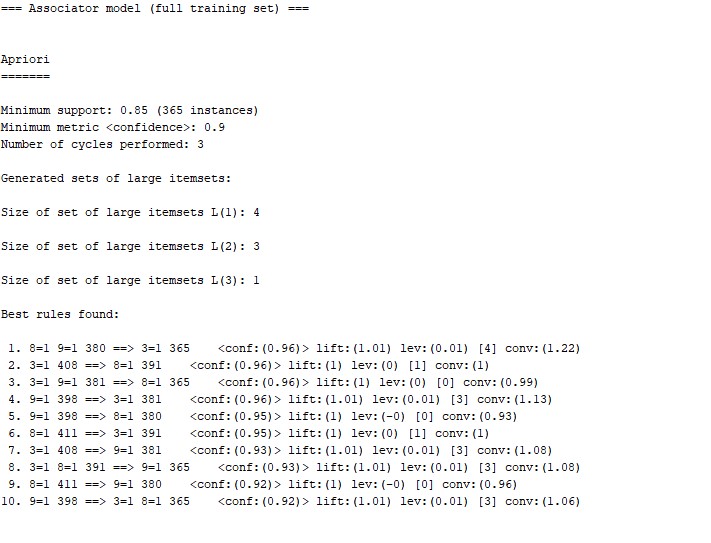 === Associator model (full training set) ===
Apriori
=======
Minimum support: 0.85 (365 instances)
Minimum metric <confidence>: 0.9
Number of cycles performed: 3
Generated sets of large itemsets:
Size of set of large itemsets L(1): 4
Size of set of large itemsets L(2): 3
Size of set of large itemsets L(3): 1
Best rules found:
1. 8=1 9=1 380 ==> 3=1 365    <conf:(0.96)> lift:(1.01) lev:(0.01) [4] conv:(1.22)
2. 3=1 408 ==> 8=1 391    <conf:(0.96)> lift:(1) lev:(0) [1] conv:(1)
3. 3=1 9=1 381 ==> 8=1 365    <conf:(0.96)> lift:(1) lev:(0) [0] conv:(0.99)
4. 9=1 398 ==> 3=1 381    <conf:(0.96)> lift:(1.01) lev:(0.01) [3] conv:(1.13)
5. 9=1 398 ==> 8=1 380    <conf:(0.95)> lift:(1) lev:(-0) [0] conv:(0.93)
6. 8=1 411 ==> 3=1 391    <conf:(0.95)> lift:(1) lev:(0) [1] conv:(1)
7. 3=1 408 ==> 9=1 381    <conf:(0.93)> lift:(1.01) lev:(0.01) [3] conv:(1.08)
8. 3=1 8=1 391 ==> 9=1 365    <conf:(0.93)> lift:(1.01) lev:(0.01) [3] conv:(1.08)
9. 8=1 411 ==> 9=1 380    <conf:(0.92)> lift:(1) lev:(-0) [0] conv:(0.96)
10. 9=1 398 ==> 3=1 8=1 365    <conf:(0.92)> lift:(1.01) lev:(0.01) [3] conv:(1.06)